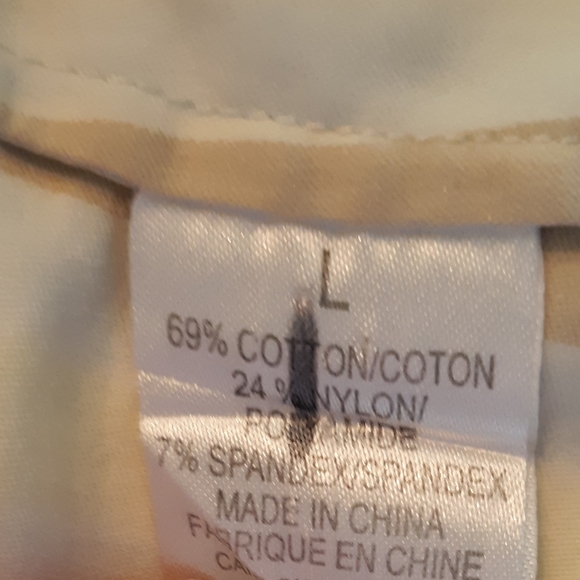 L
69% COTTON/COTON
24 % NYLON/
POLYAMIDE
7% SPANDEX/SPANDEX
MADE IN CHINA
FABRIQUE EN CHINE